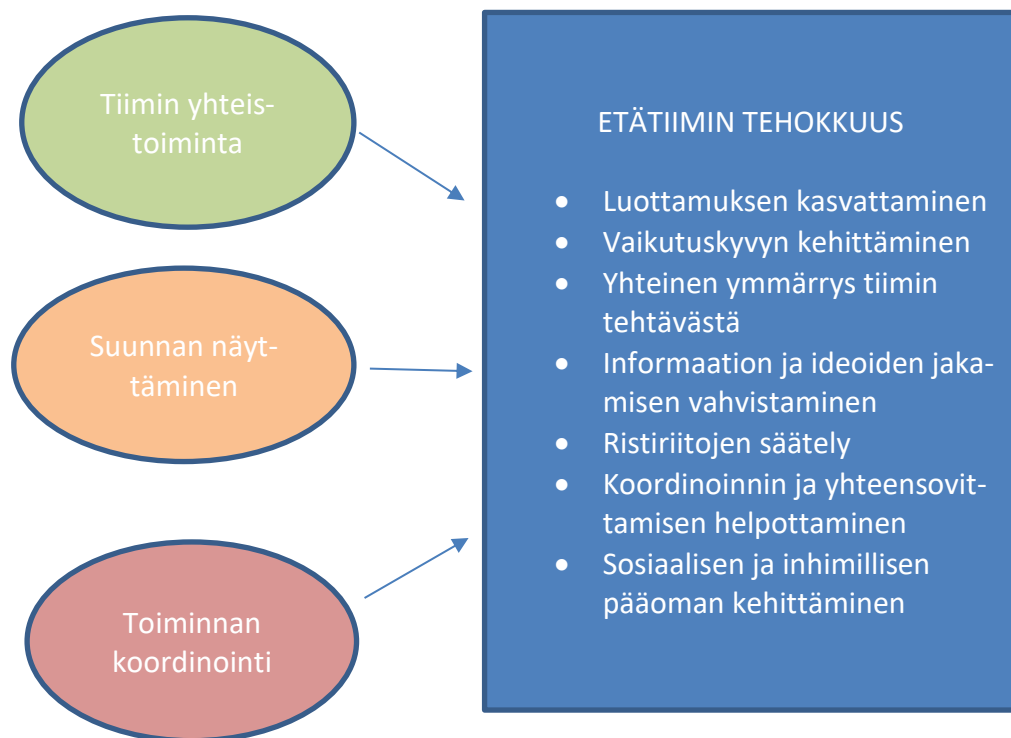 Tiimin yhteis-
toiminta
Suunnan näyt-
täminen
Toiminnan
koordinointi
ETÄTIIMIN TEHOKKUUS
• Luottamuksen kasvattaminen
• Vaikutuskyvyn kehittäminen
• Yhteinen ymmärrys tiimin
tehtävästä
• Informaation ja ideoiden jaka-
misen vahvistaminen
• Ristiriitojen säätely
• Koordinoinnin ja yhteensovit-
tamisen helpottaminen
• Sosiaalisen ja inhimillisen
pääoman kehittäminen